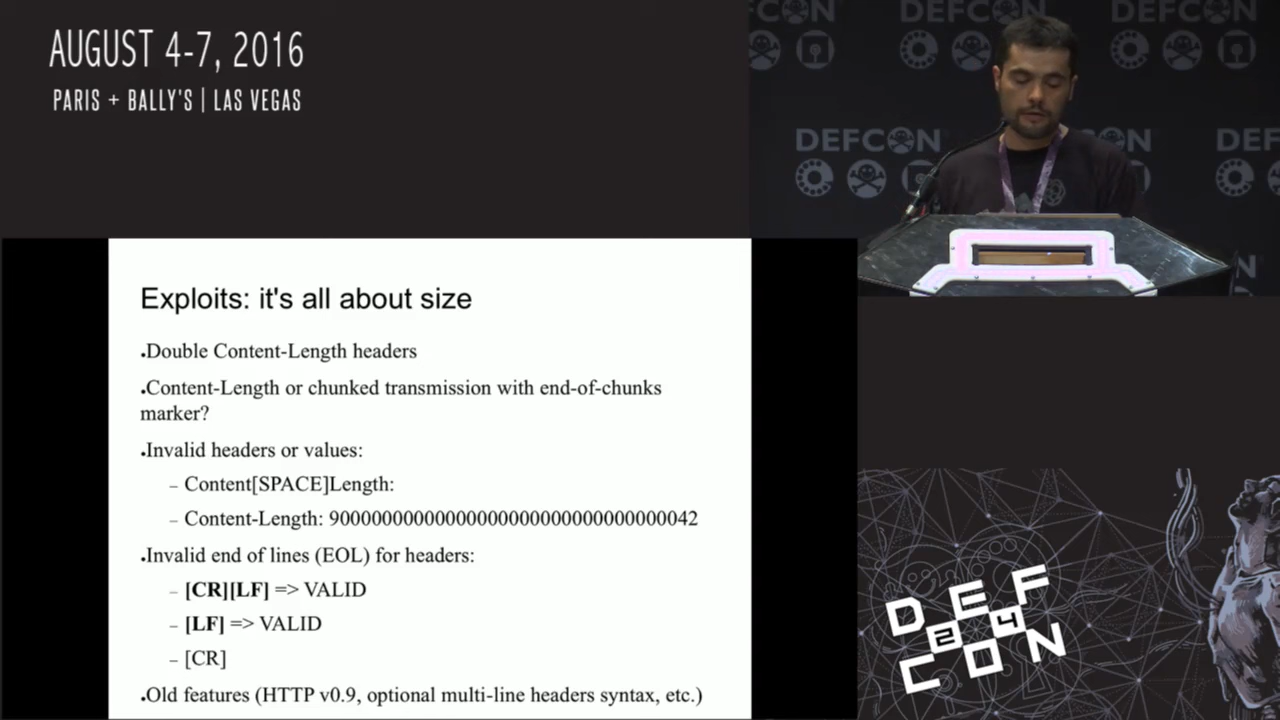 AUGUST 4-7, 2016
PARIS + BALLY'S | LAS VEGAS
DEFCON
DEFCON
DEFCON
DEFCON
Exploits: it's all about size
.Double Content-Length headers
.Content-Length or chunked transmission with end-of-chunks
marker?
.Invalid headers or values:
– Content[SPACE]Length:
– Content-Length: 90000000000000000000000000000000042
.Invalid end of lines (EOL) for headers:
– [CR][LF] => VALID
– [LF] => VALID
– [CR]
.Old features (HTTP v0.9, optional multi-line headers syntax, etc.)
DEF
24
CON